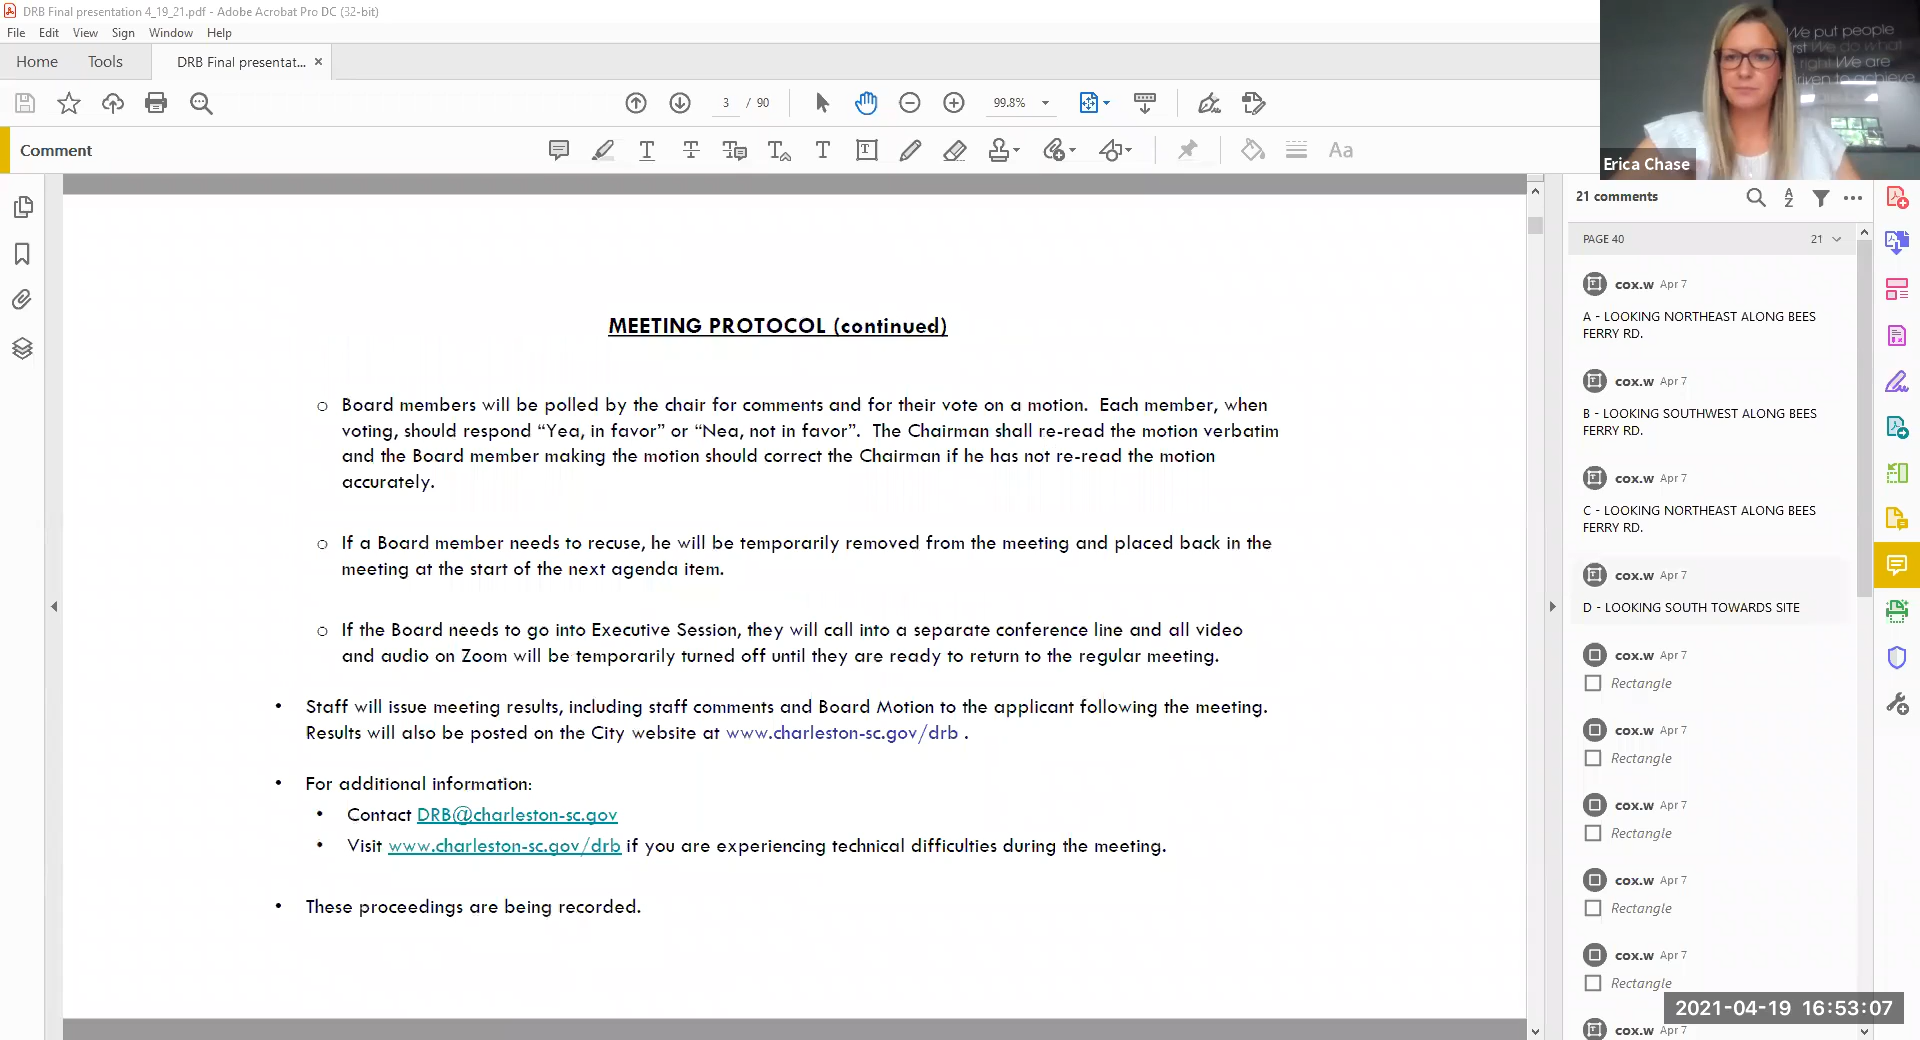 DRB Final presentation 4_19_21.pdf - Adobe Acrobat Pro DC (32-bit)
File Edit View Sign Window Help
Home Tools DRB Final presentat... ×
3 / 90 99.8%
Comment
Aa
We put people
rst We do what
right We are
riven to achieve
Erica Chase
MEETING PROTOCOL (continued)
o Board members will be polled by the chair for comments and for their vote on a motion. Each member, when
voting, should respond “Yea, in favor” or “Nea, not in favor”. The Chairman shall re-read the motion verbatim
and the Board member making the motion should correct the Chairman if he has not re-read the motion
accurately.
o If a Board member needs to recuse, he will be temporarily removed from the meeting and placed back in the
meeting at the start of the next agenda item.
o If the Board needs to go into Executive Session, they will call into a separate conference line and all video
and audio on Zoom will be temporarily turned off until they are ready to return to the regular meeting.
• Staff will issue meeting results, including staff comments and Board Motion to the applicant following the meeting.
Results will also be posted on the City website at www.charleston-sc.gov/drb .
• For additional information:
• Contact DRB@charleston-sc.gov
• Visit www.charleston-sc.gov/drb if you are experiencing technical difficulties during the meeting.
• These proceedings are being recorded.
21 comments
PAGE 40 21
cox.w Apr 7
A - LOOKING NORTHEAST ALONG BEES
FERRY RD.
cox.w Apr 7
B - LOOKING SOUTHWEST ALONG BEES
FERRY RD.
cox.w Apr 7
C - LOOKING NORTHEAST ALONG BEES
FERRY RD.
cox.w Apr 7
D - LOOKING SOUTH TOWARDS SITE
cox.w Apr 7
Rectangle
cox.w Apr 7
Rectangle
cox.w Apr 7
Rectangle
cox.w Apr 7
Rectangle
cox.w Apr 7
Rectangle
2021-04-19 16:53:07
cox.w Apr 7